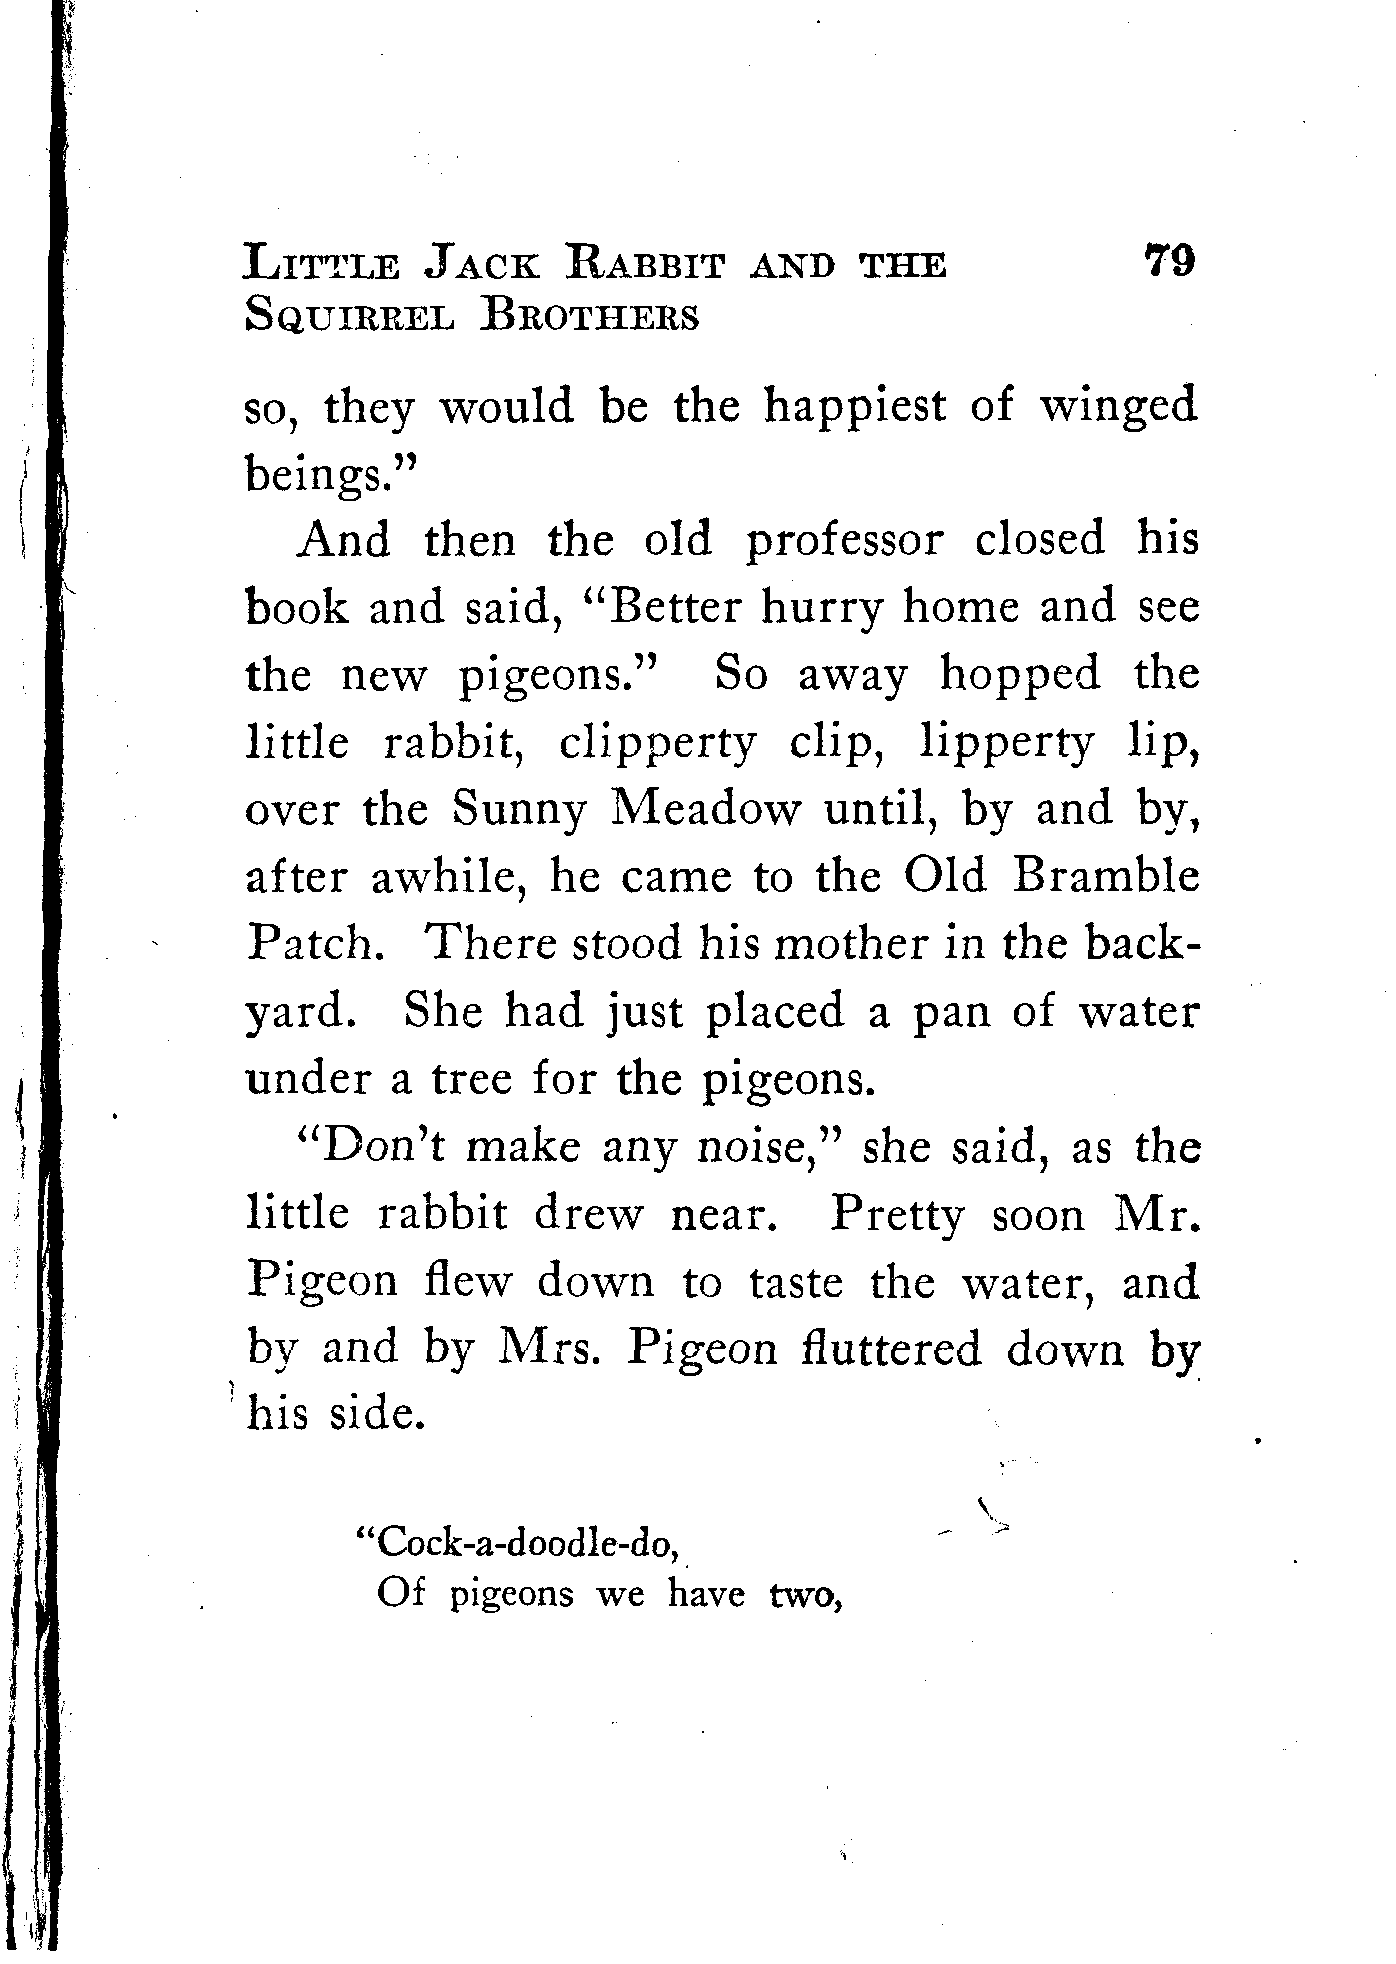 Little Jack Rabbit and the 79
Squirrel Brothers
so, they would be the happiest of winged
beings."
And then the old professor closed his
book and said, "Better hurry home and see
the new pigeons." So away hopped the
little rabbit, clipperty clip, lipperty lip,
over the Sunny Meadow until, by and by,
after awhile, he came to the Old Bramble
Patch. There stood his mother in the back-
yard. She had just placed a pan of water
under a tree for the pigeons.
"Don't make any noise," she said, as the
little rabbit drew near. Pretty soon Mr.
Pigeon flew down to taste the water, and
by and by Mrs. Pigeon fluttered down by
his side.
"Cock-a-doodle-do,
Of pigeons we have two,